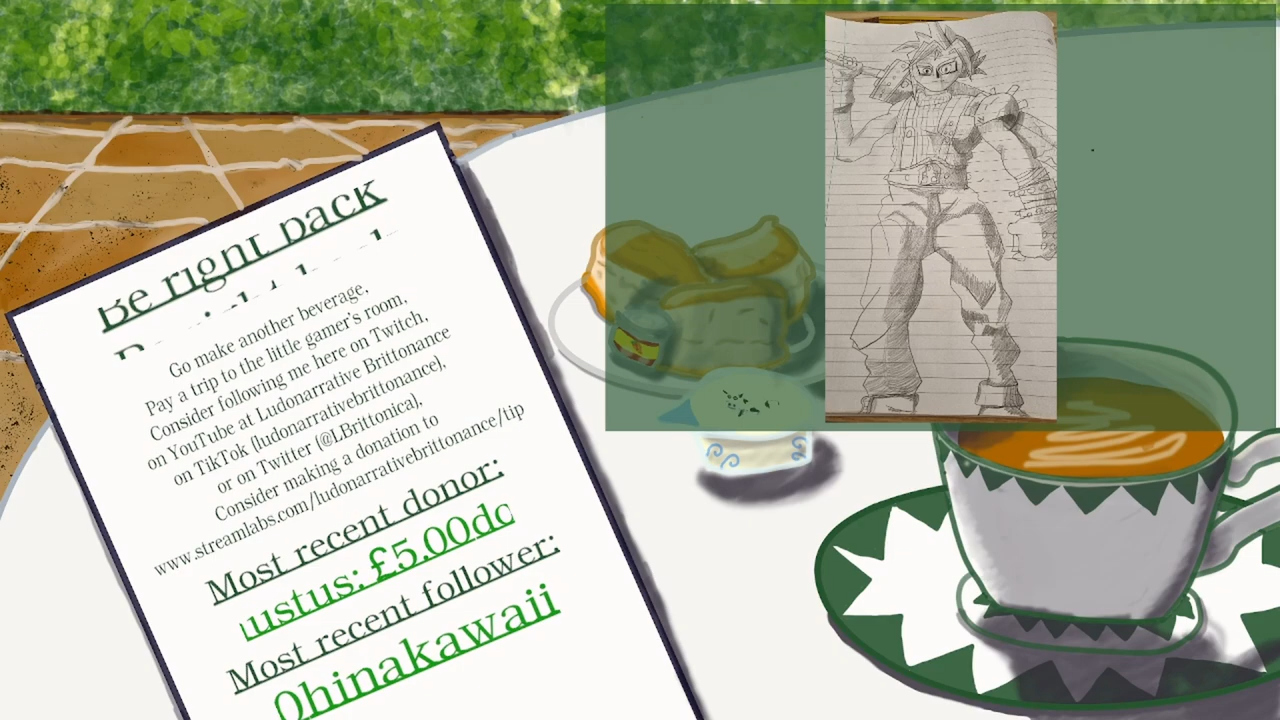 Be right back
Go make another beverage,
Pay a trip to the little gamer's room,
Consider following me here on Twitch,
on YouTube at Ludonarrative Brittonance
on TikTok (ludonarrativebrittonance),
or on Twitter (@LBrittonica),
Consider making a donation to
www.streamlabs.com/ludonarrativebrittonance/tip
Most recent donor:
ustus: £5.00do
Most recent follower:
0hinakawaii